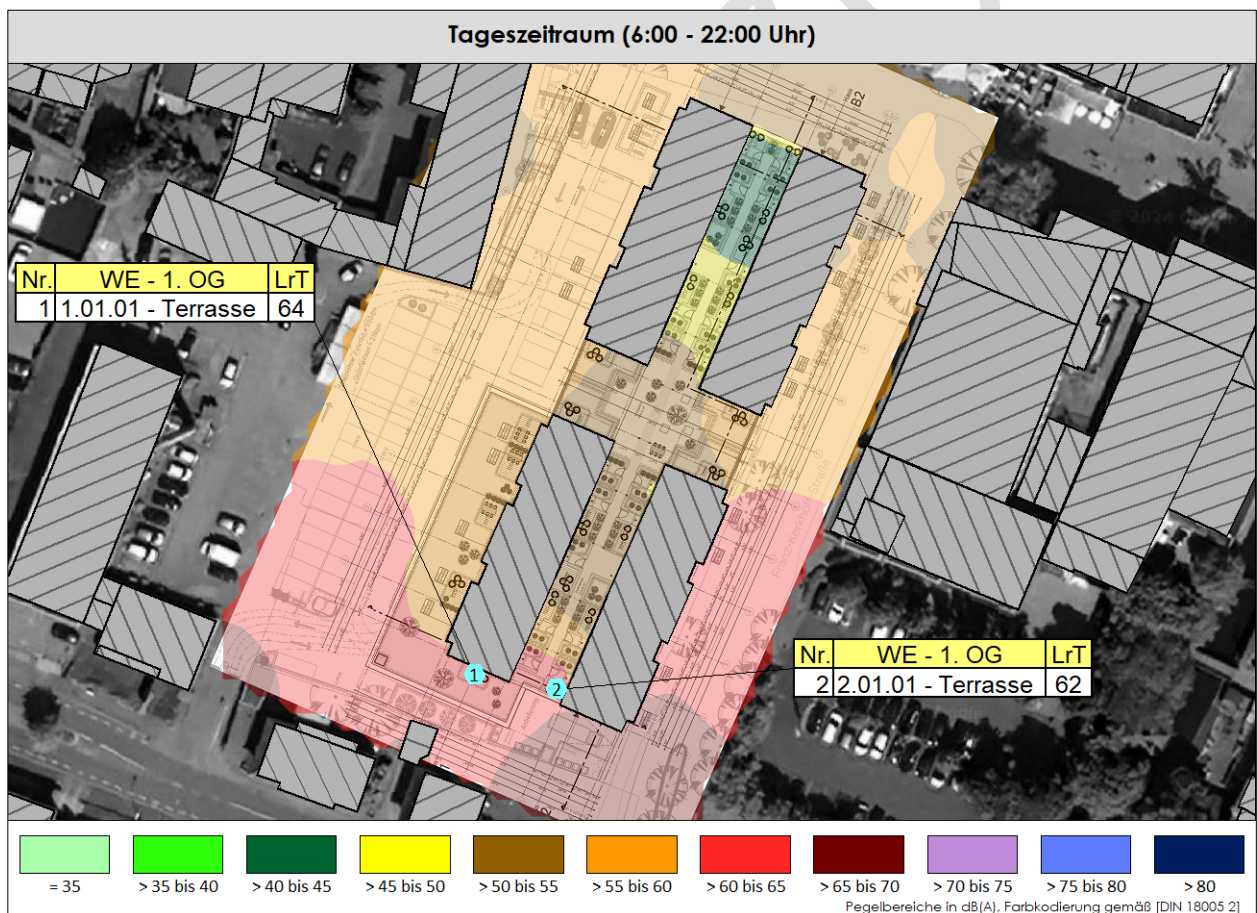 Tageszeitraum (6:00 - 22:00 Uhr)
B2
Nr. WE - 1. OG LrT
1 1.01.01 - Terrasse 64
Franz-Kerkhoff-Straße
1
2
Nr. WE - 1. OG LrT
2 2.01.01 - Terrasse 62
= 35
> 35 bis 40
> 40 bis 45
> 45 bis 50
> 50 bis 55
> 55 bis 60
> 60 bis 65
> 65 bis 70
> 70 bis 75
> 75 bis 80
> 80
Pegelbereiche in dB(A), Farbkodierung gemäß [DIN 18005 2]